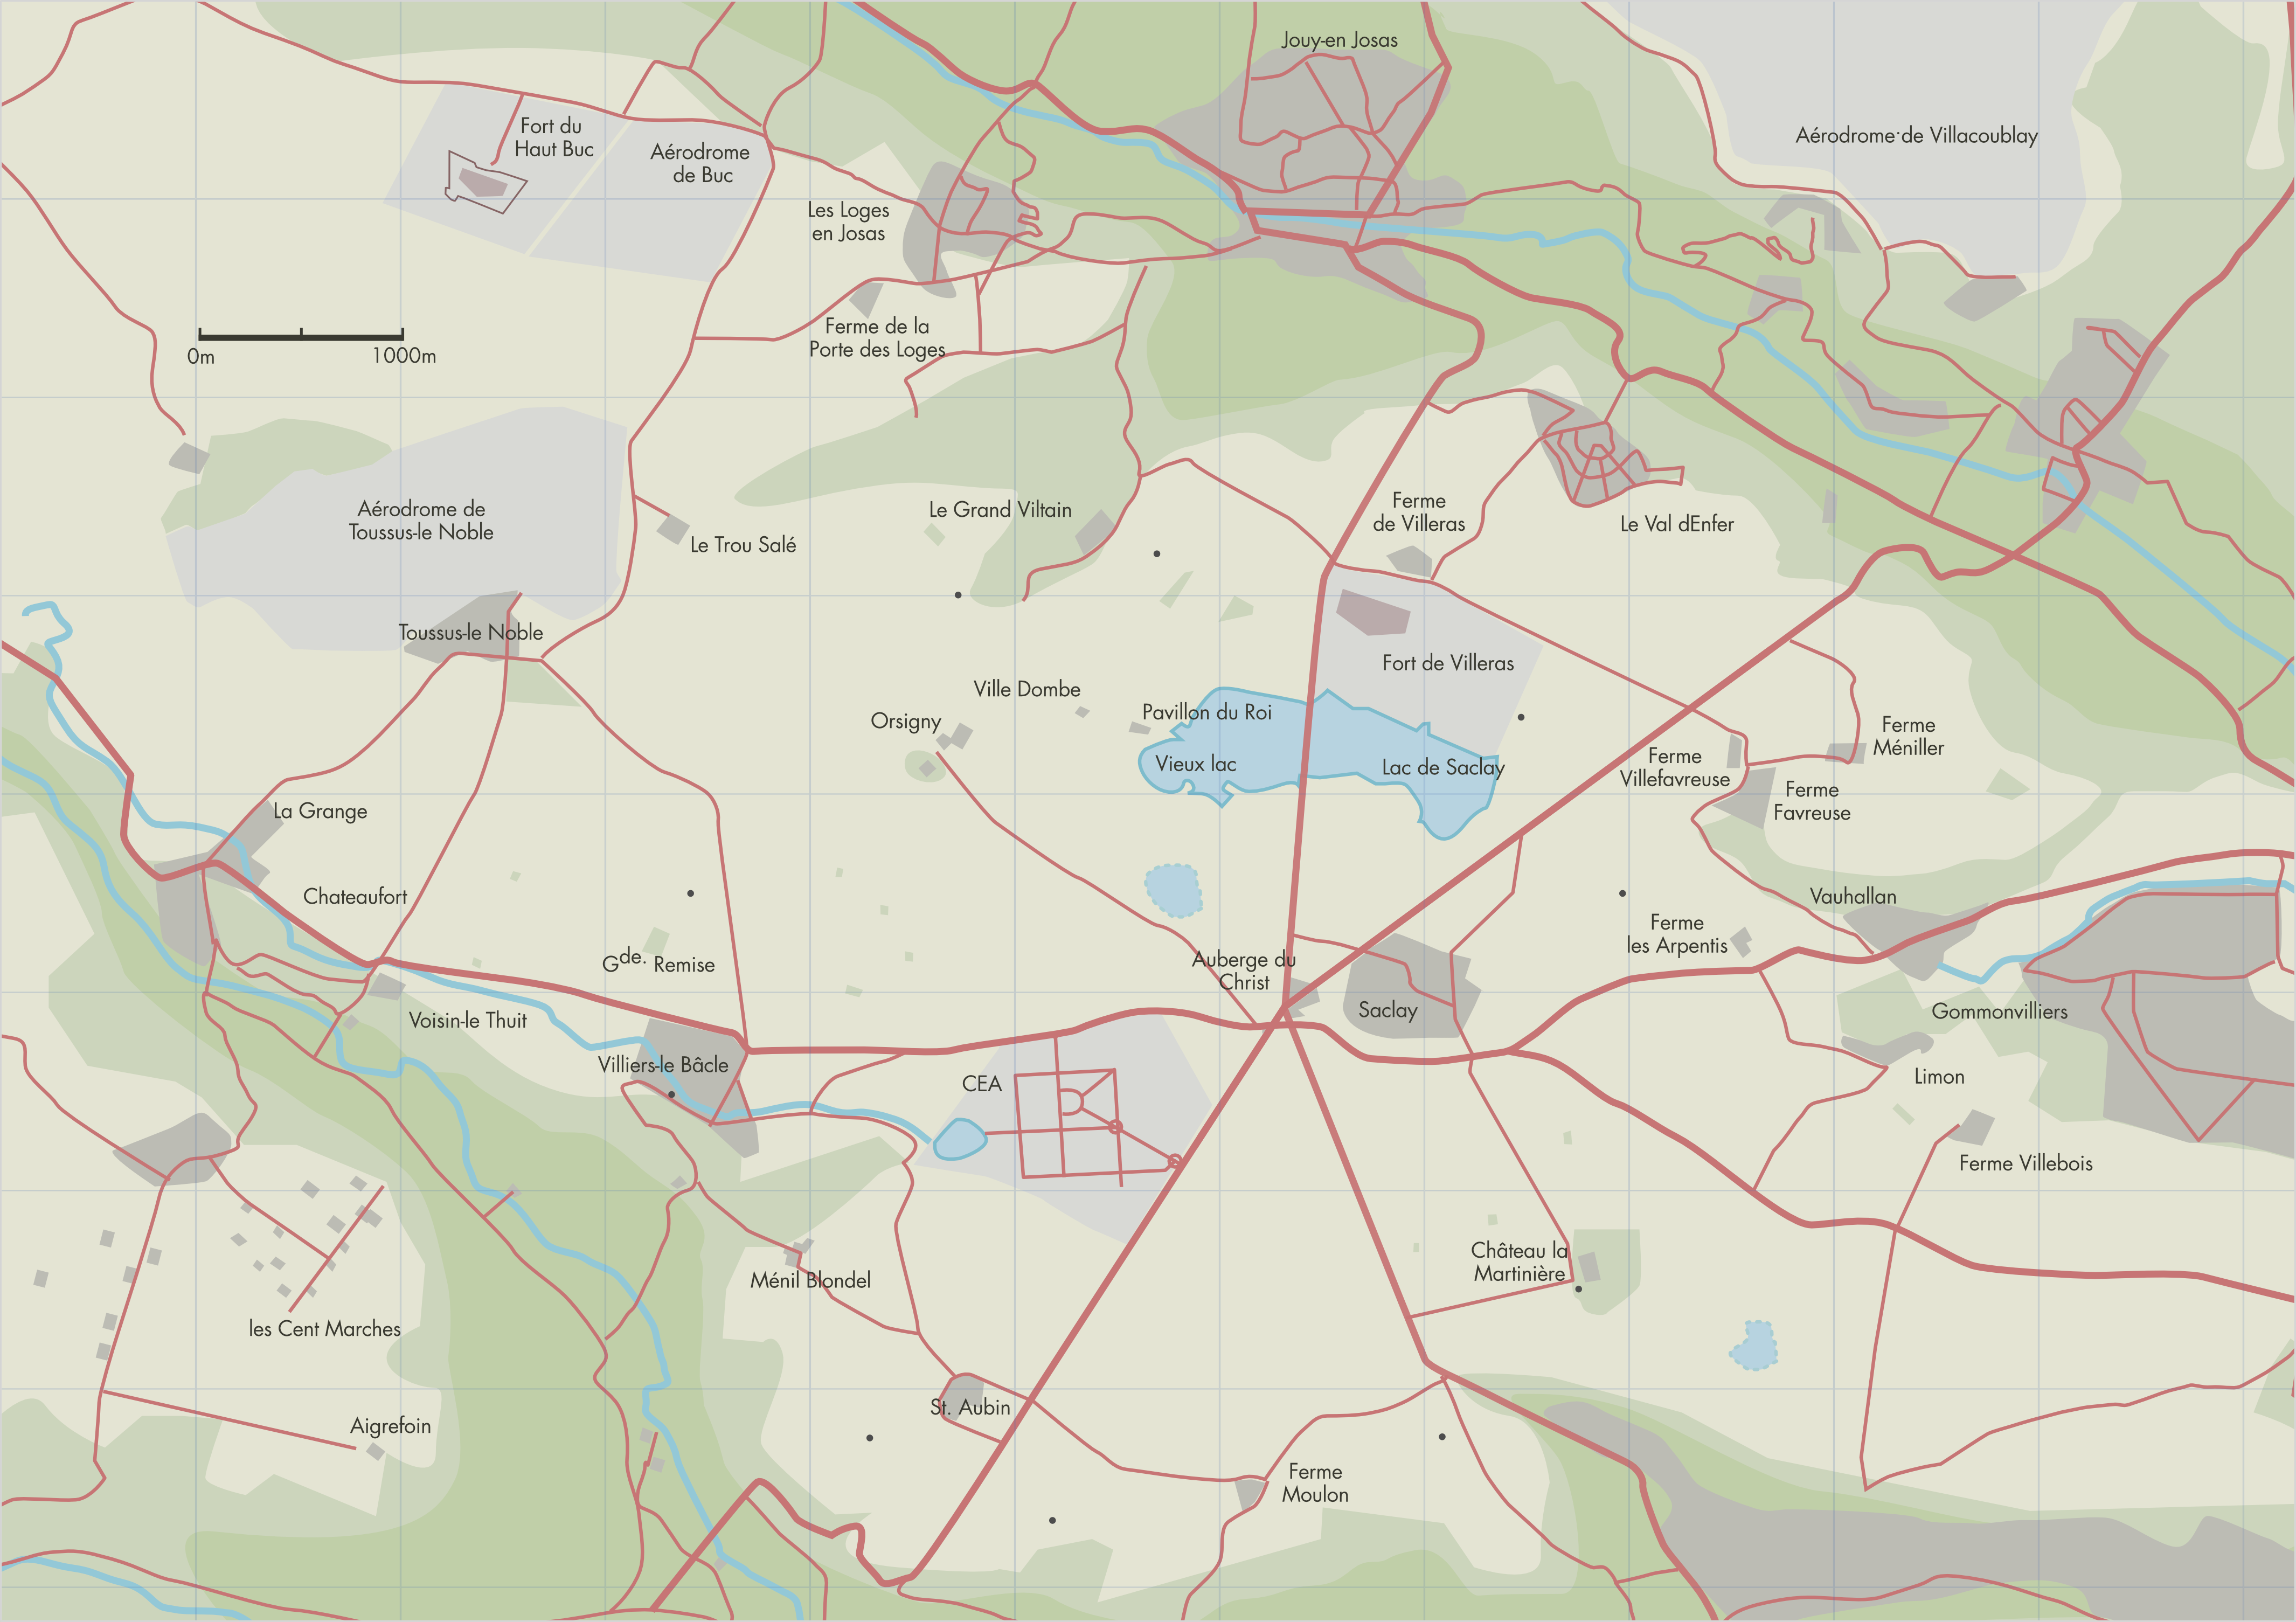 Jouy-en Josas
Fort du
Haut Buc
Aérodrome
de Buc
Aérodrome de Villacoublay
Les Loges
en Josas
Ferme de la
Porte des Loges
0m
1000m
Aérodrome de
Toussus-le Noble
Le Trou Salé
Le Grand Viltain
Ferme
de Villeras
Le Val dEnfer
Toussus-le Noble
Fort de Villeras
Ville Dombe
Orsigny
Pavillon du Roi
Vieux lac
Lac de Saclay
Ferme
Villefavreuse
Ferme
Méniller
Ferme
Favreuse
La Grange
Chateaufort
Vauhallan
Ferme
les Arpentis
Gde. Remise
Auberge du
Christ
Saclay
Gommonvilliers
Voisin-le Thuit
Villiers-le Bâcle
CEA
Limon
Ferme Villebois
Château la
Martinière
Ménil Blondel
les Cent Marches
St. Aubin
Aigrefoin
Ferme
Moulon